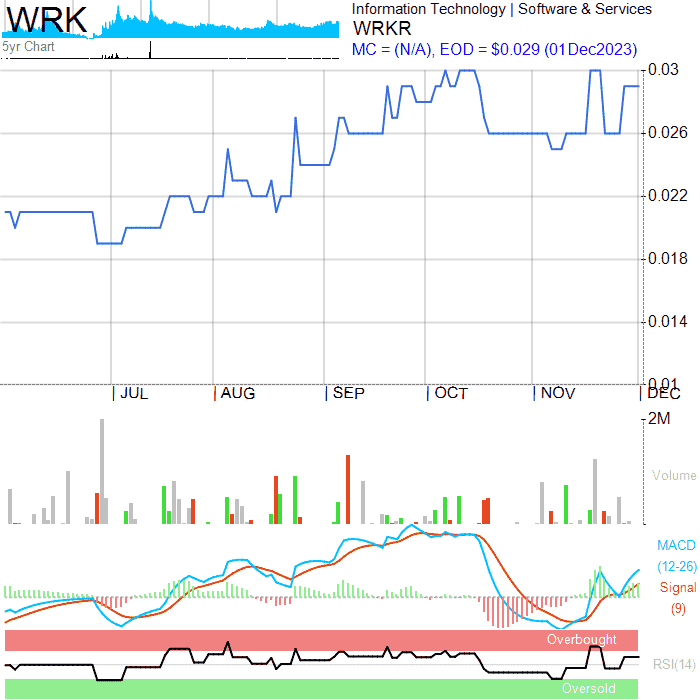 WRK
5yr Chart
Information Technology | Software & Services
WRKR
MC = (N/A), EOD = $0.029 (01Dec2023)
0.03
0.026
0.022
0.018
0.014
0.01
JUL AUG SEP OCT NOV DEC
2M
Volume
MACD
(12-26)
Signal
(9)
Overbought
RSI(14)
Oversold